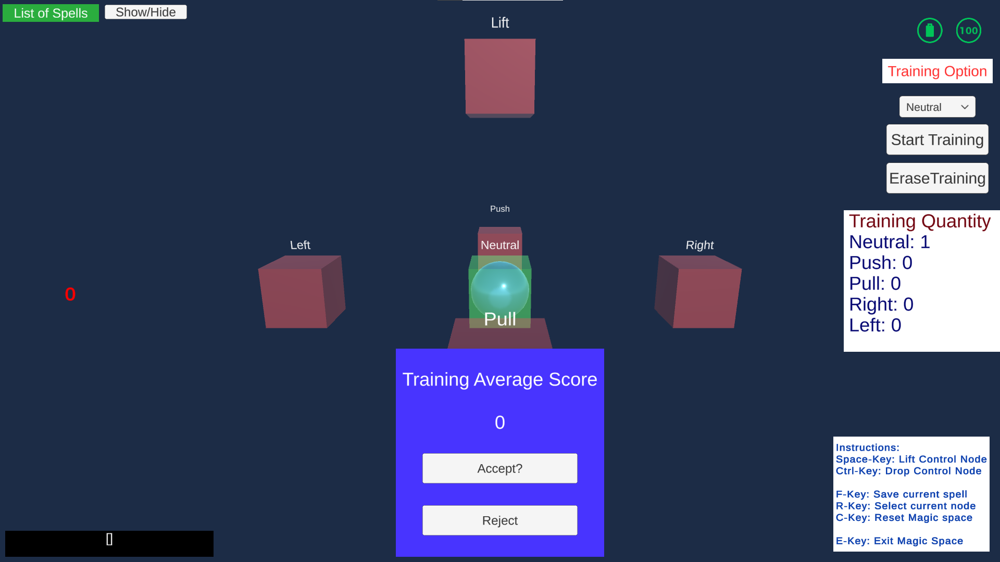 List of Spells
Show/Hide
Lift
100
Training Option
Neutral
Start Training
EraseTraining
Push
Left
Neutral
Right
Pull
0
Training Quantity
Neutral: 1
Push: 0
Pull: 0
Right: 0
Left: 0
Training Average Score
0
Accept?
Reject
[]
Instructions:
Space-Key: Lift Control Node
Ctrl-Key: Drop Control Node
F-Key: Save current spell
R-Key: Select current node
C-Key: Reset Magic space
E-Key: Exit Magic Space